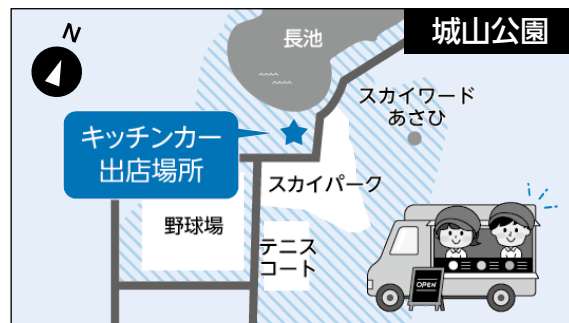 城山公園
N
長池
スカイワード
あさひ
キッチンカー
出店場所
スカイパーク
野球場
テニス
コート
OPEN